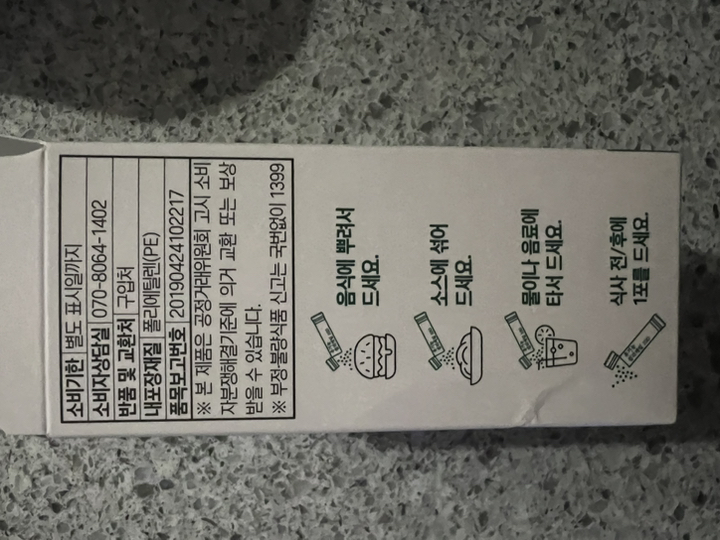 소비기한 별도 표시일까지
소비자상담실 070-8064-1402
반품 및 교환처 구입처
내포장재질 폴리에틸렌(PE)
품목보고번호 20190424102217
※ 본 제품은 공정거래위원회 고시 소비
자분쟁해결기준에 의거 교환 또는 보상
받을 수 있습니다.
※ 부정·불량식품 신고는 국번없이 1399
음식에 뿌려서
드세요.
소스에 섞어
드세요.
물이나 음료에
타서 드세요.
식사 전/후에
1포를 드세요.